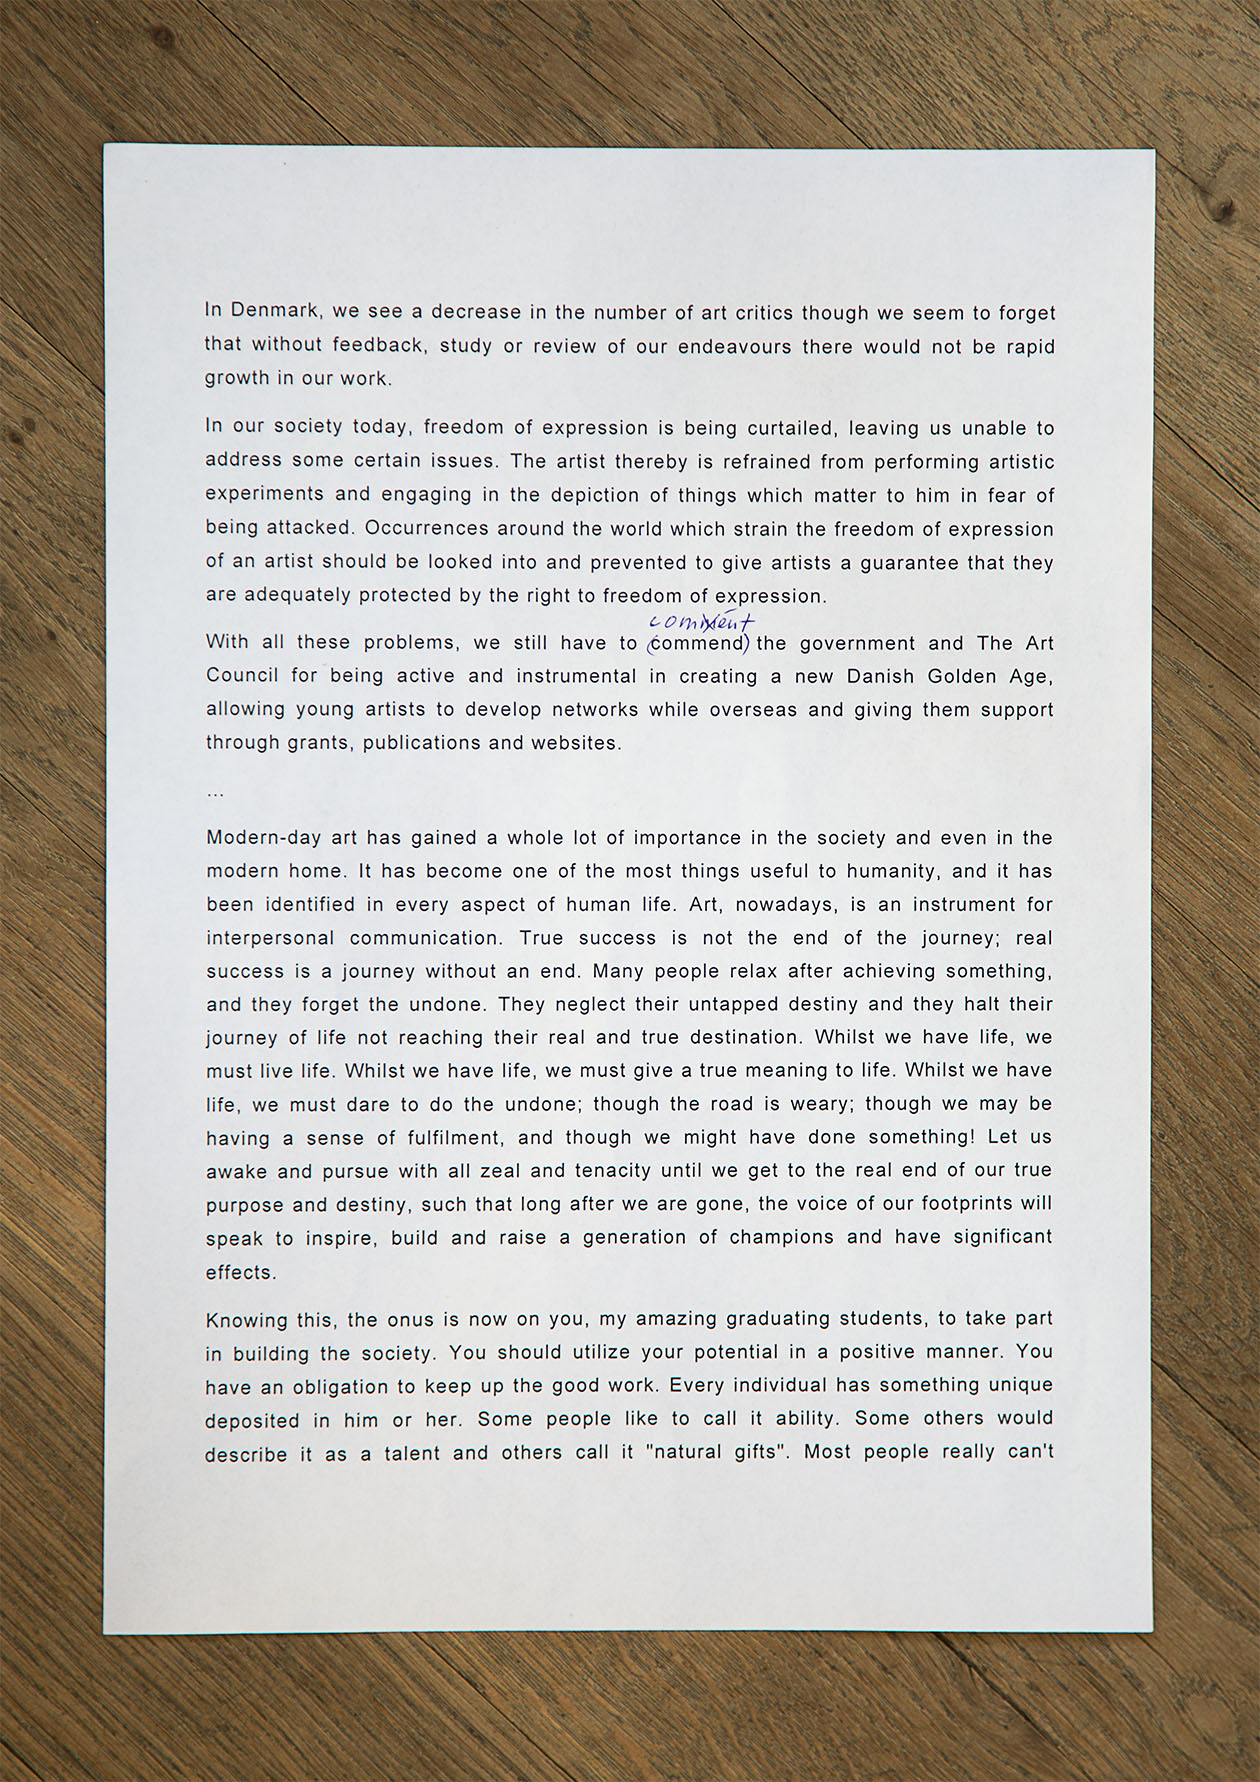 In Denmark, we see a decrease in the number of art critics though we seem to forget
that without feedback, study or review of our endeavours there would not be rapid
growth in our work.
In our society today, freedom of expression is being curtailed, leaving us unable to
address some certain issues. The artist thereby is refrained from performing artistic
experiments and engaging in the depiction of things which matter to him in fear of
being attacked. Occurrences around the world which strain the freedom of expression
of an artist should be looked into and prevented to give artists a guarantee that they
are adequately protected by the right to freedom of expression.
comment
With all these problems, we still have to (commend) the government and The Art
Council for being active and instrumental in creating a new Danish Golden Age,
allowing young artists to develop networks while overseas and giving them support
through grants, publications and websites.
...
Modern-day art has gained a whole lot of importance in the society and even in the
modern home. It has become one of the most things useful to humanity, and it has
been identified in every aspect of human life. Art, nowadays, is an instrument for
interpersonal communication. True success is not the end of the journey; real
success is a journey without an end. Many people relax after achieving something,
and they forget the undone. They neglect their untapped destiny and they halt their
journey of life not reaching their real and true destination. Whilst we have life, we
must live life. Whilst we have life, we must give a true meaning to life. Whilst we have
life, we must dare to do the undone; though the road is weary; though we may be
having a sense of fulfilment, and though we might have done something! Let us
awake and pursue with all zeal and tenacity until we get to the real end of our true
purpose and destiny, such that long after we are gone, the voice of our footprints will
speak to inspire, build and raise a generation of champions and have significant
effects.
Knowing this, the onus is now on you, my amazing graduating students, to take part
in building the society. You should utilize your potential in a positive manner. You
have an obligation to keep up the good work. Every individual has something unique
deposited in him or her. Some people like to call it ability. Some others would
describe it as a talent and others call it "natural gifts". Most people really can't